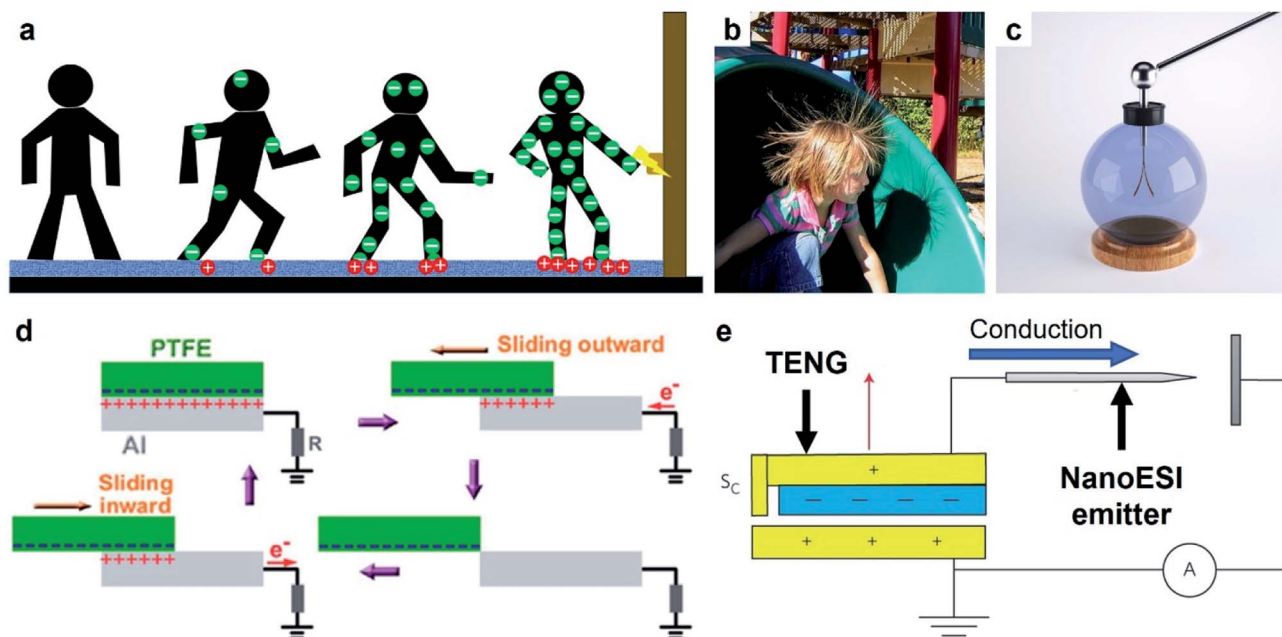 a
b
c
d
PTFE
Sliding outward
e-
Al
R
Sliding
inward
e-
e
Conduction
TENG
SC
NanoESI
emitter
A